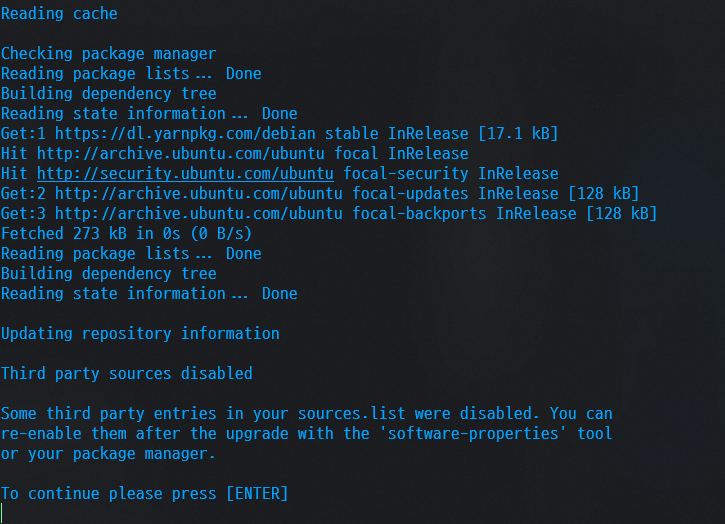 Reading cache
Checking package manager
Reading package lists... Done
Building dependency tree
Reading state information... Done
Get:1 https://dl.yarnpkg.com/debian stable InRelease [17.1 kB]
Hit http://archive.ubuntu.com/ubuntu focal InRelease
Hit http://security.ubuntu.com/ubuntu focal-security InRelease
Get:2 http://archive.ubuntu.com/ubuntu focal-updates InRelease [128 kB]
Get:3 http://archive.ubuntu.com/ubuntu focal-backports InRelease [128 kB]
Fetched 273 kB in 0s (0 B/s)
Reading package lists... Done
Building dependency tree
Reading state information... Done
Updating repository information
Third party sources disabled
Some third party entries in your sources.list were disabled. You can
re-enable them after the upgrade with the 'software-properties' tool
or your package manager.
To continue please press [ENTER]